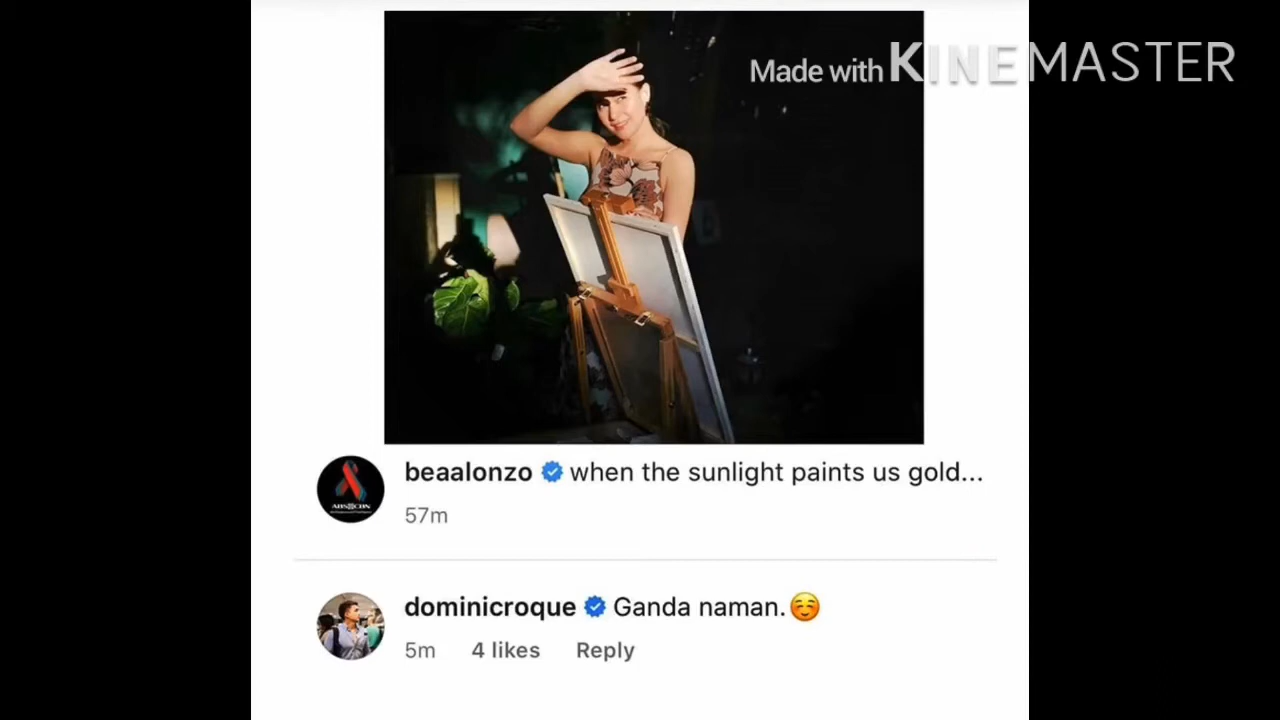 Made with KINEMASTER
beaalonzo when the sunlight paints us gold...
57m
dominicroque Ganda naman.☺️
5m 4 likes Reply